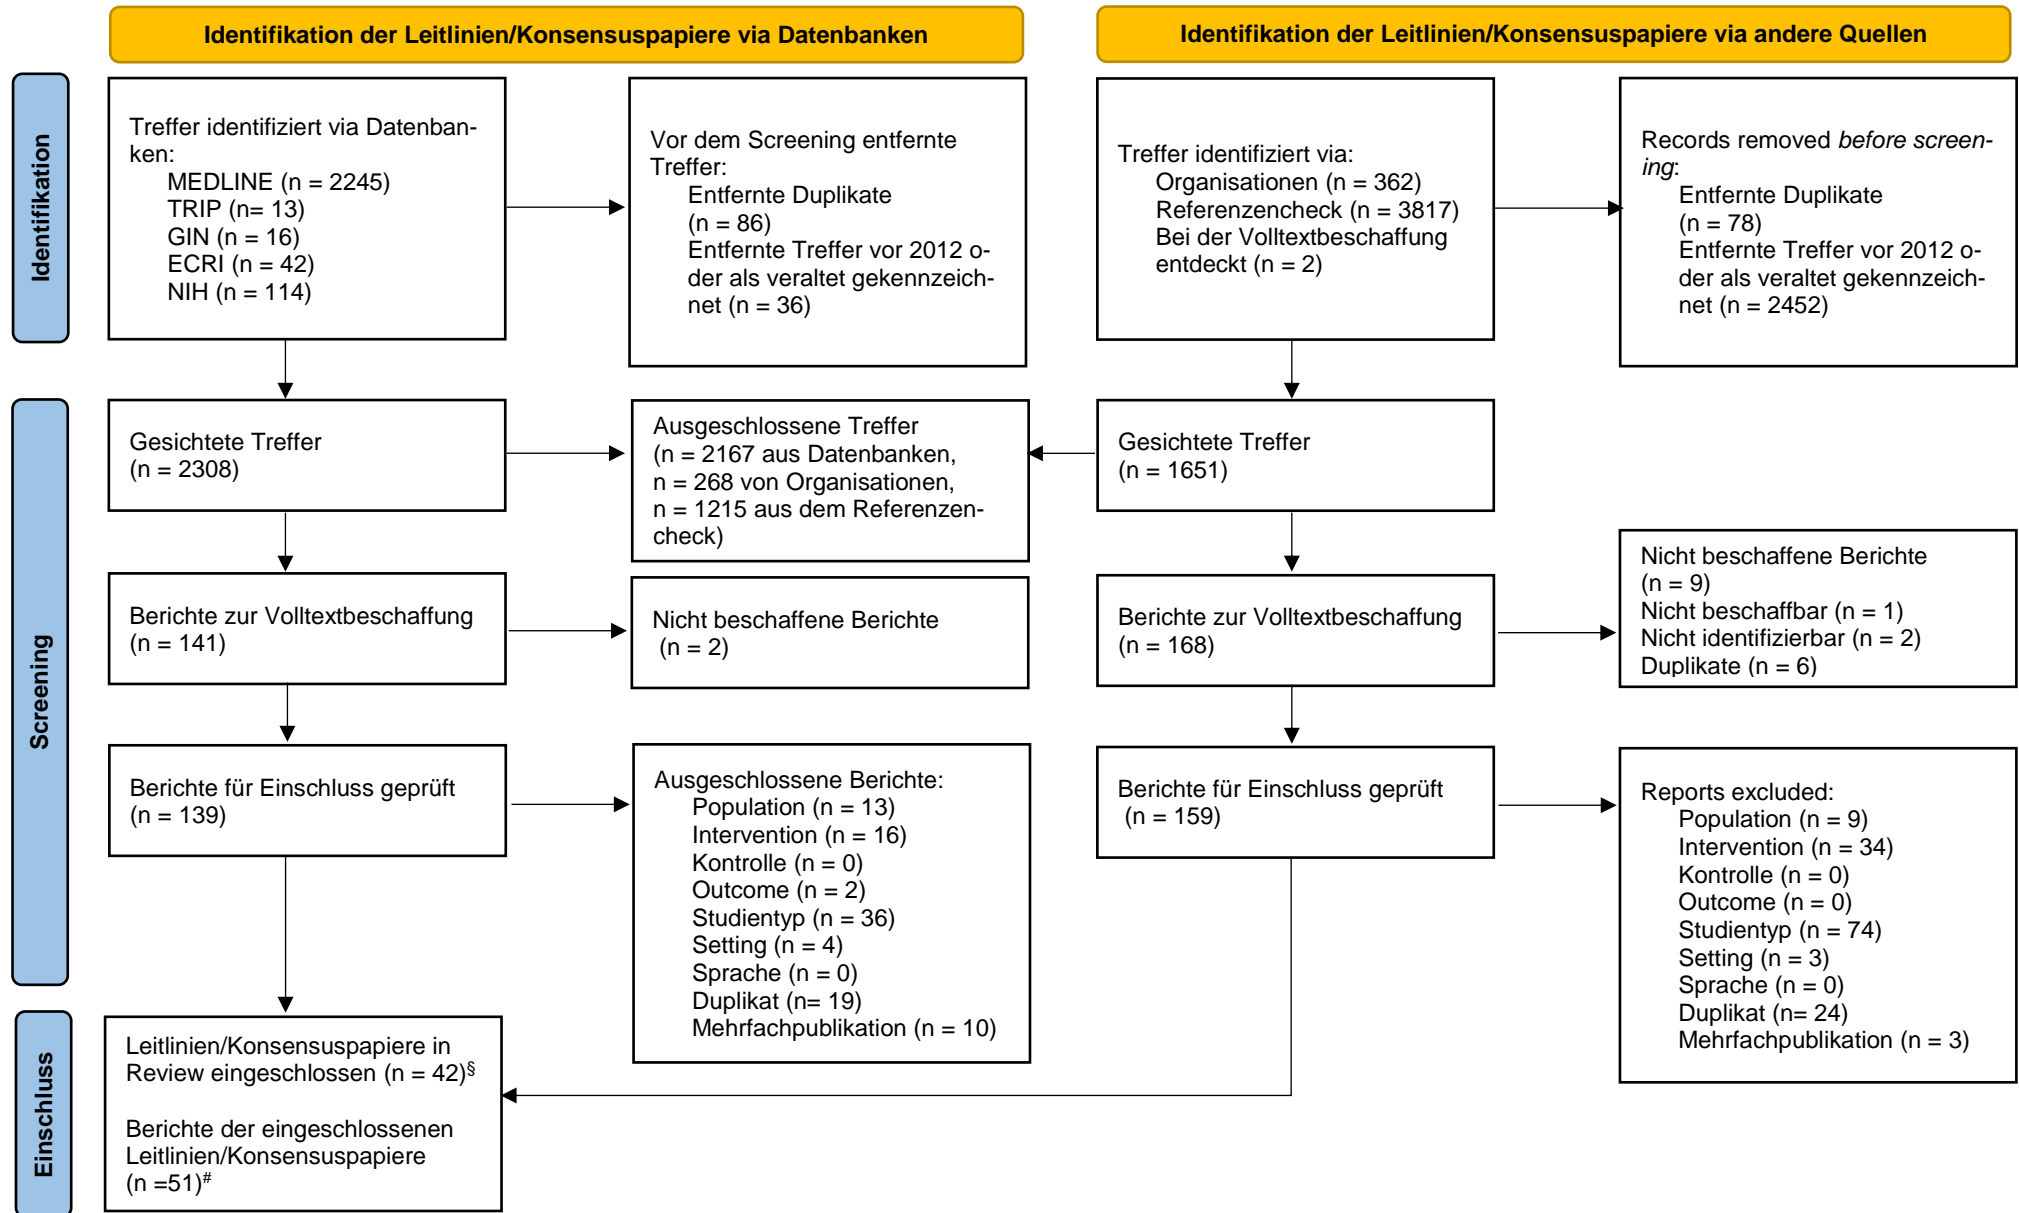 Identifikation der Leitlinien/Konsensuspapiere via Datenbanken
Identifikation der Leitlinien/Konsensuspapiere via andere Quellen
Identifikation
Treffer identifiziert via Datenban-
ken:
MEDLINE (n = 2245)
TRIP (n= 13)
GIN (n = 16)
ECRI (n = 42)
NIH (n = 114)
Vor dem Screening entfernte
Treffer:
Entfernte Duplikate
(n = 86)
Entfernte Treffer vor 2012 o-
der als veraltet gekennzeich-
net (n = 36)
Treffer identifiziert via:
Organisationen (n = 362)
Referenzencheck (n = 3817)
Bei der Volltextbeschaffung
entdeckt (n = 2)
Records removed before screen-
ing:
Entfernte Duplikate
(n = 78)
Entfernte Treffer vor 2012 o-
der als veraltet gekennzeich-
net (n = 2452)
Screening
Gesichtete Treffer
(n = 2308)
Ausgeschlossene Treffer
(n = 2167 aus Datenbanken,
n = 268 von Organisationen,
n = 1215 aus dem Referenzen-
check)
Gesichtete Treffer
(n = 1651)
Berichte zur Volltextbeschaffung
(n = 141)
Nicht beschaffene Berichte
(n = 2)
Berichte zur Volltextbeschaffung
(n = 168)
Nicht beschaffene Berichte
(n = 9)
Nicht beschaffbar (n = 1)
Nicht identifizierbar (n = 2)
Duplikate (n = 6)
Berichte für Einschluss geprüft
(n = 139)
Ausgeschlossene Berichte:
Population (n = 13)
Intervention (n = 16)
Kontrolle (n = 0)
Outcome (n = 2)
Studientyp (n = 36)
Setting (n = 4)
Sprache (n = 0)
Duplikat (n= 19)
Mehrfachpublikation (n = 10)
Berichte für Einschluss geprüft
(n = 159)
Reports excluded:
Population (n = 9)
Intervention (n = 34)
Kontrolle (n = 0)
Outcome (n = 0)
Studientyp (n = 74)
Setting (n = 3)
Sprache (n = 0)
Duplikat (n= 24)
Mehrfachpublikation (n = 3)
Einschluss
Leitlinien/Konsensuspapiere in
Review eingeschlossen (n = 42)§
Berichte der eingeschlossenen
Leitlinien/Konsensuspapiere
(n =51)#